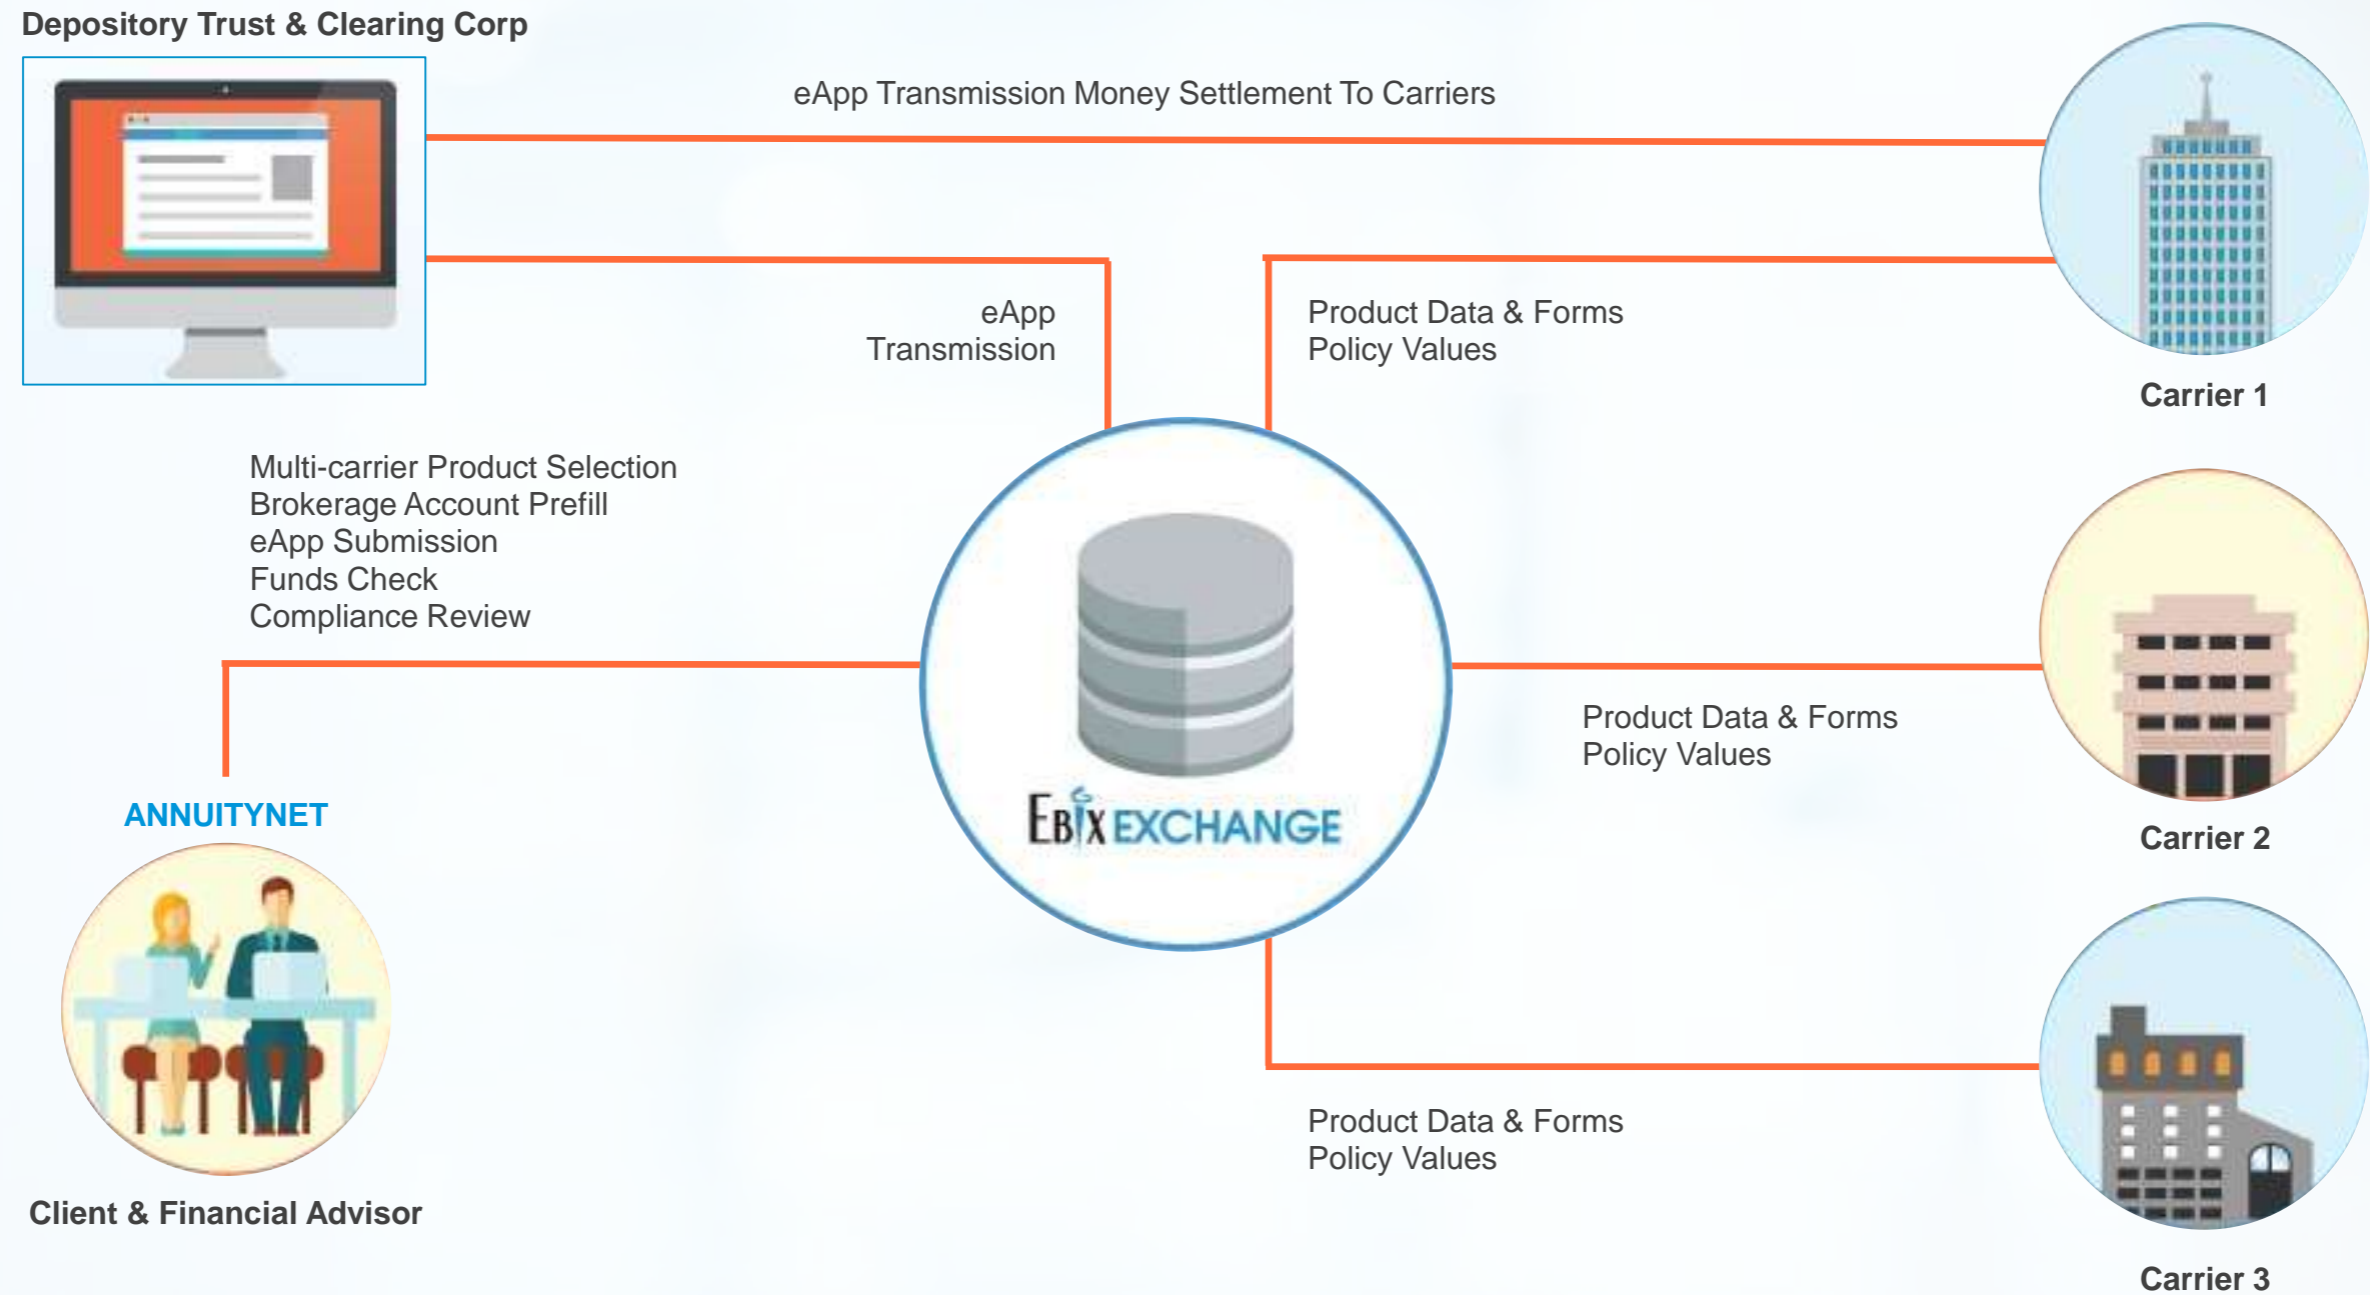 Depository Trust & Clearing Corp
eApp Transmission Money Settlement To Carriers
eApp
Transmission
Product Data & Forms
Policy Values
Carrier 1
Multi-carrier Product Selection
Brokerage Account Prefill
eApp Submission
Funds Check
Compliance Review
EBIX EXCHANGE
Product Data & Forms
Policy Values
Carrier 2
ANNUITYNET
Client & Financial Advisor
Product Data & Forms
Policy Values
Carrier 3